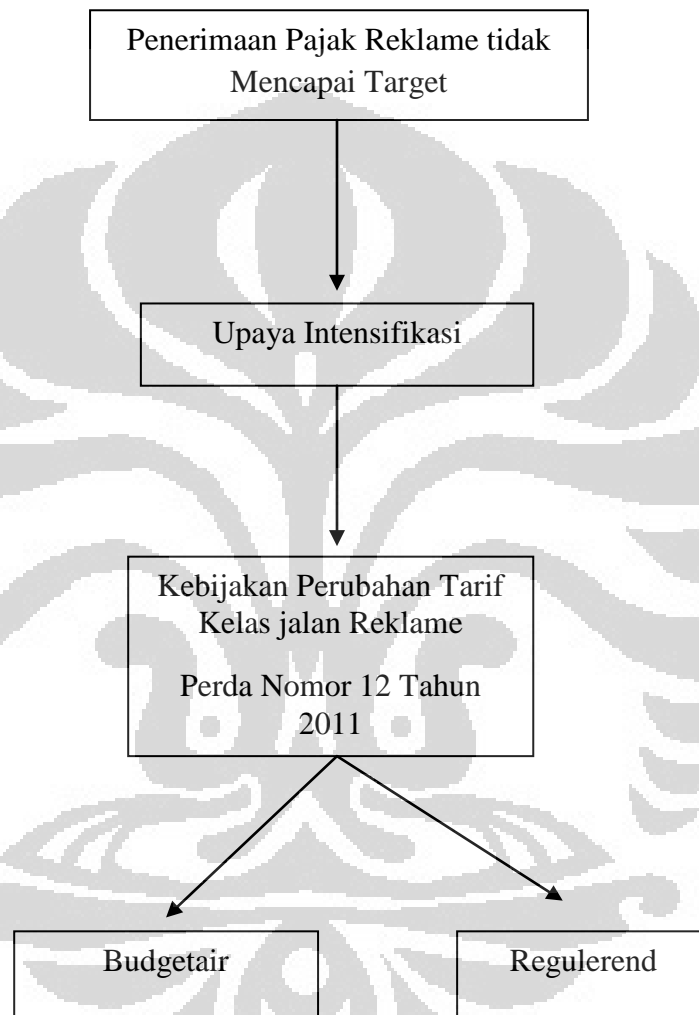 Penerimaan Pajak Reklame tidak
Mencapai Target
Upaya Intensifikasi
Kebijakan Perubahan Tarif
Kelas jalan Reklame
Perda Nomor 12 Tahun
2011
Budgetair
Regulerend